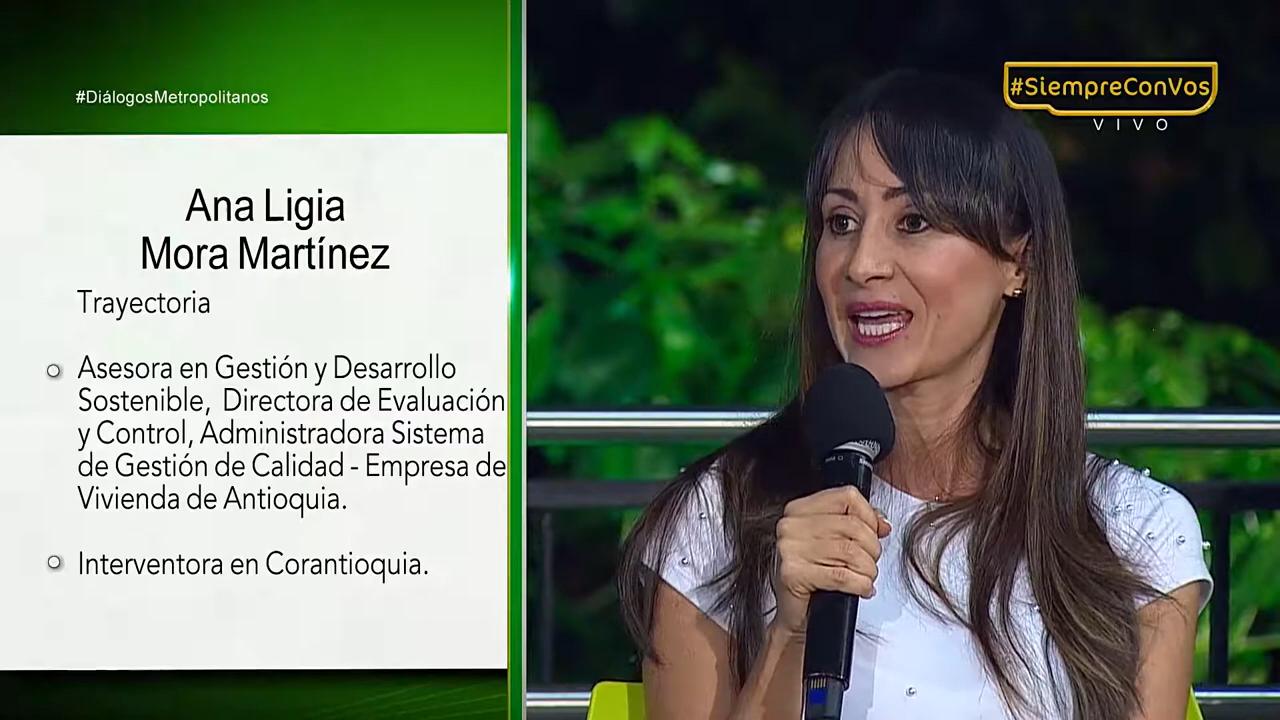 #DiálogosMetropolitanos
Ana Ligia
Mora Martínez
Trayectoria
Asesora en Gestión y Desarrollo
Sostenible, Directora de Evaluación
y Control, Administradora Sistema
de Gestión de Calidad - Empresa de
Vivienda de Antioquia.
Interventora en Corantioquia.
#SiempreConVos
VIVO